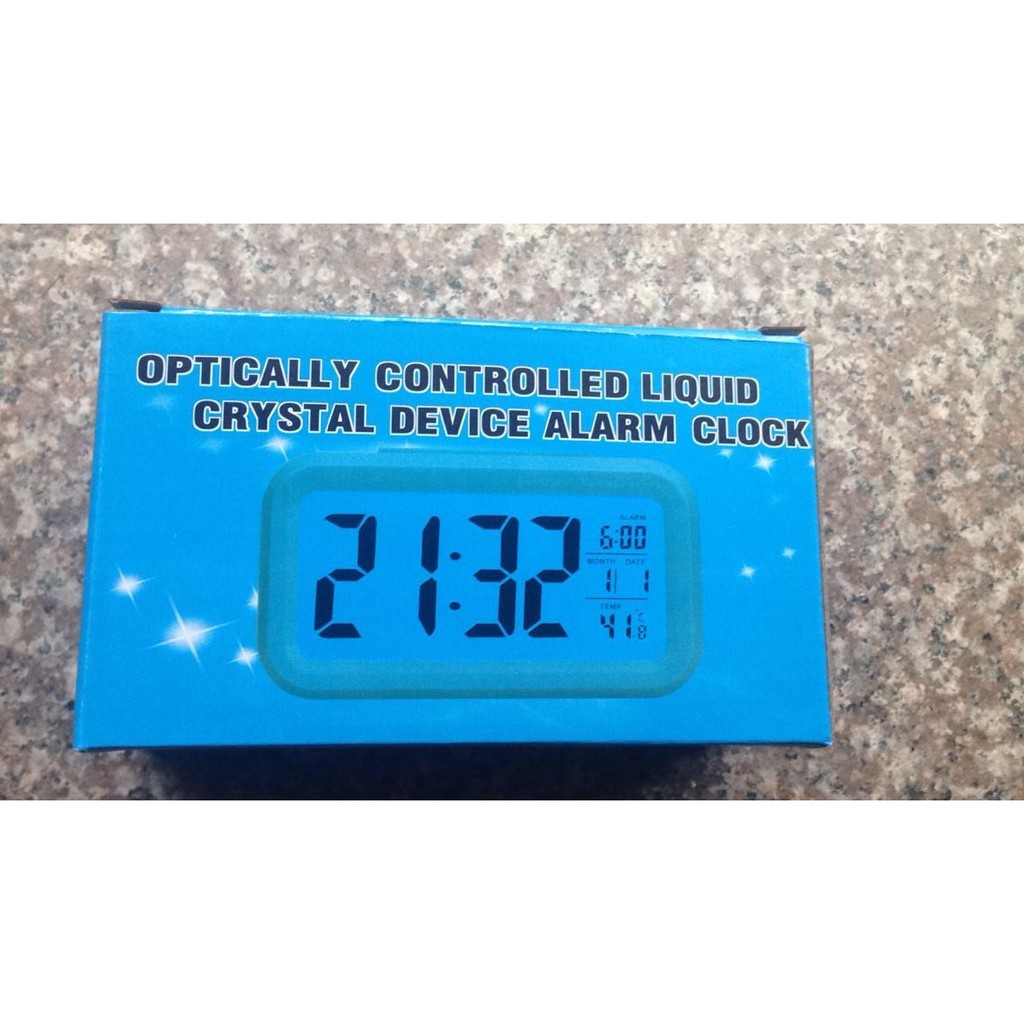 OPTICALLY CONTROLLED LIQUID
CRYSTAL DEVICE ALARM CLOCK
21:32
ALARM
6:00
MONTH DATE
1 1
TEMP
41.8 °C